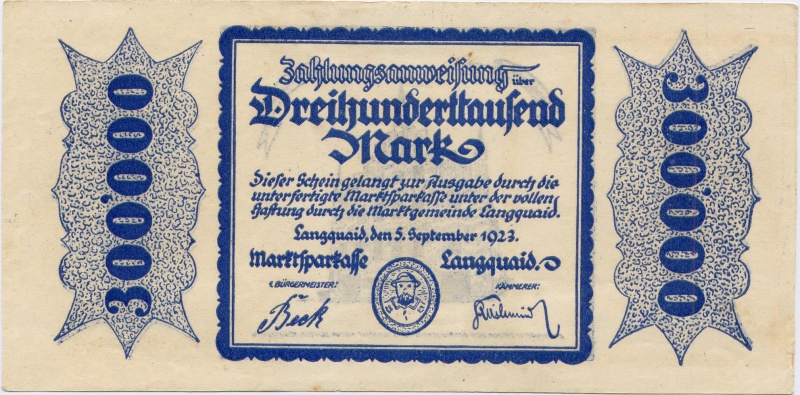 300'000
Zahlungsanweisung über
Dreihunderttausend
Mark
Dieser Schein gelangt zur Ausgabe durch die
unterfertigte Marktsparkasse unter der vollen
Haftung durch die Marktgemeinde Langquaid.
Langquaid, den 5. September 1923.
Marktsparkasse Langquaid.
I. BÜRGERMEISTER: KÄMMERER:
Beck
300'000